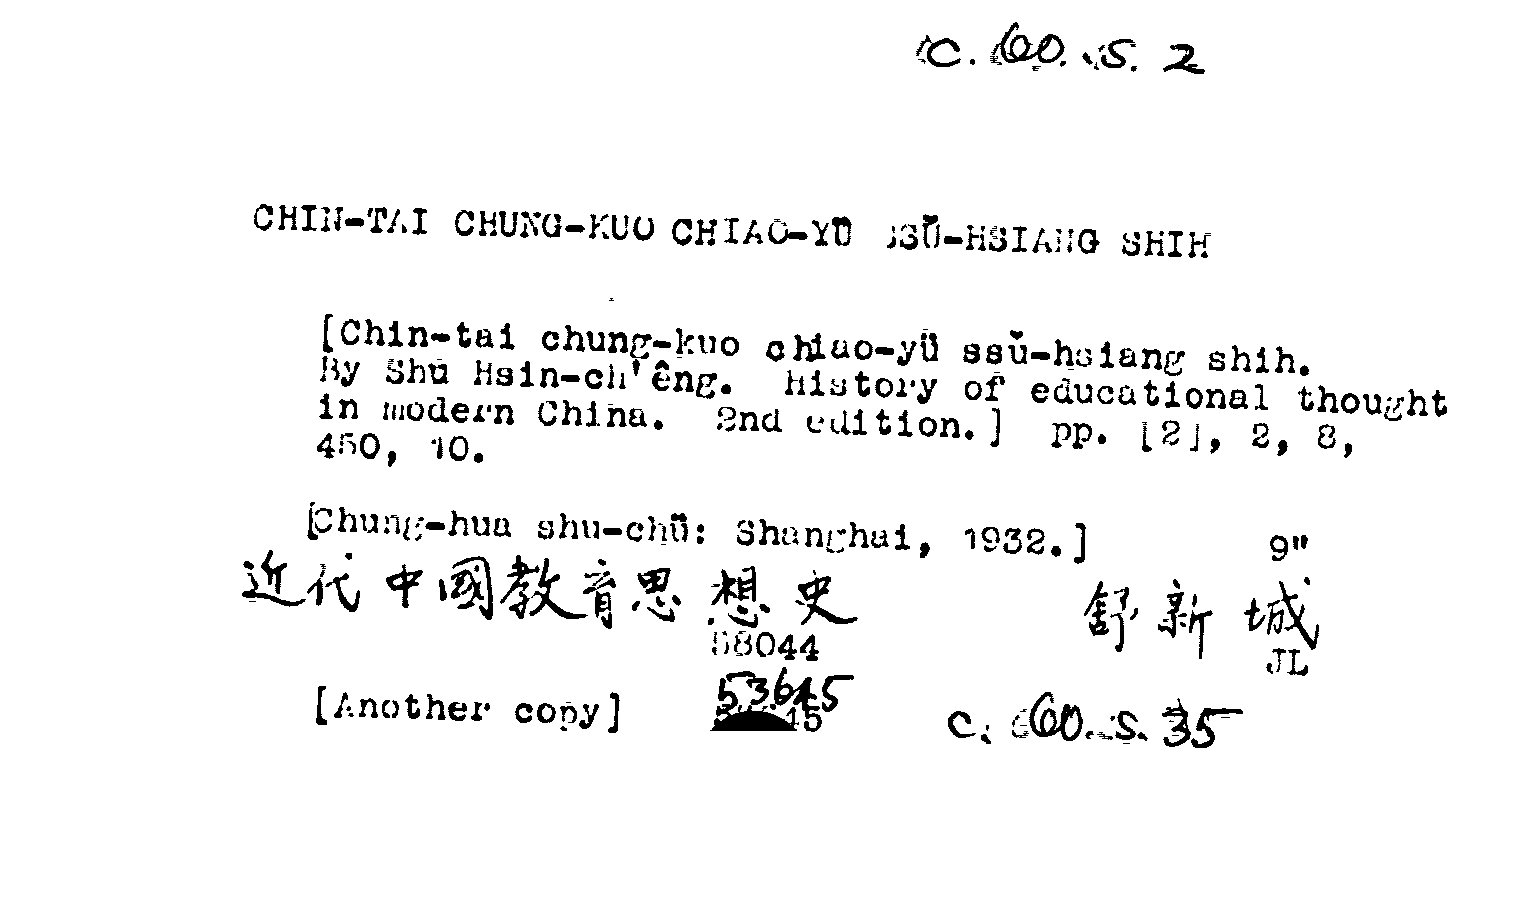 C. 60. S. 2
CHIN-TAI CHUNG-KUO CHIAO-YÜ SSŬ-HSIANG SHIH
[Chin-tai chung-kuo chiao-yü ssŭ-hsiang shih.
By Shu Hsin-ch'êng. History of educational thought
in modern China. 2nd edition.] pp. [2], 2, 8,
450, 10.
[Chung-hua shu-chü: Shanghai, 1932.] 9"
近代中國教育思想史 舒新城
58044 JL
[Another copy] 53645 C. 60. S. 35